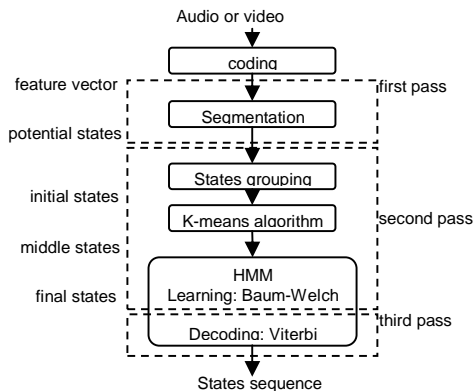 Audio or video
coding
feature vector
first pass
Segmentation
potential states
States grouping
initial states
K-means algorithm
second pass
middle states
HMM
final states
Learning: Baum-Welch
third pass
Decoding: Viterbi
States sequence